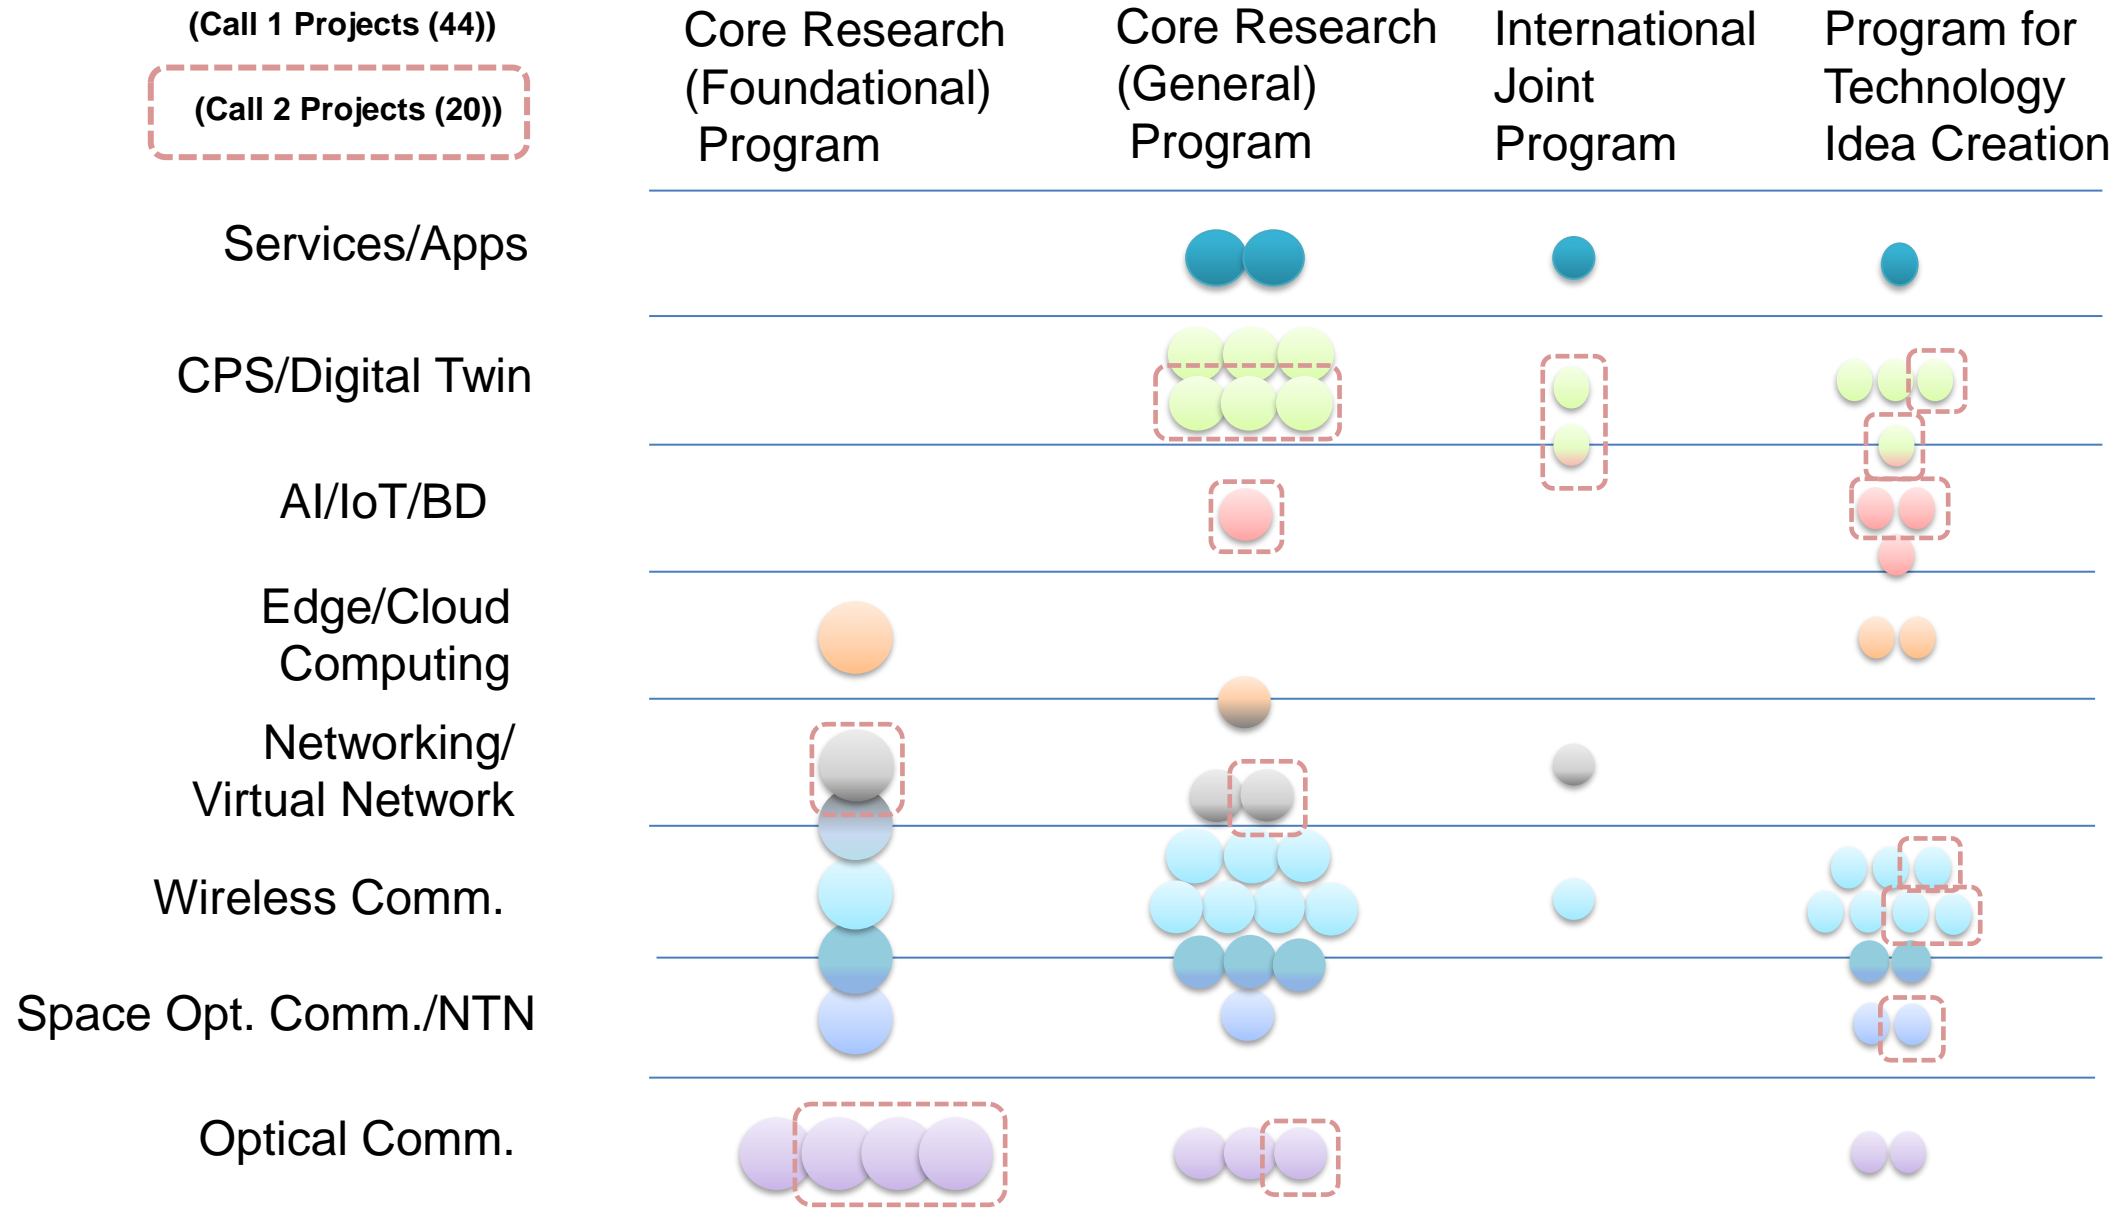 (Call 1 Projects (44))
(Call 2 Projects (20))
Core Research
(Foundational)
Program
Core Research
(General)
Program
International
Joint
Program
Program for
Technology
Idea Creation
Services/Apps
CPS/Digital Twin
AI/IoT/BD
Edge/Cloud
Computing
Networking/
Virtual Network
Wireless Comm.
Space Opt. Comm./NTN
Optical Comm.